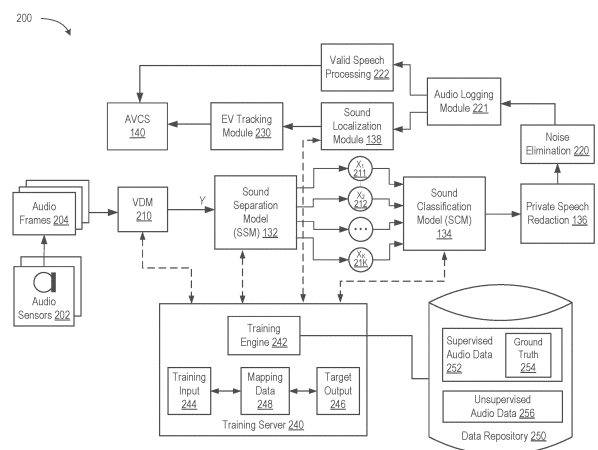 200
Valid Speech
Processing 222
Audio Logging
Module 221
AVCS
140
EV Tracking
Module 230
Sound
Localization
Module 138
Noise
Elimination 220
Audio
Frames 204
VDM
210
Y
Sound
Separation
Model
(SSM) 132
X1
211
X2
212
...
XK
21K
Sound
Classification
Model (SCM)
134
Private Speech
Redaction 136
Audio
Sensors 202
Training
Engine 242
Training
Input
244
Mapping
Data
248
Target
Output
246
Training Server 240
Supervised
Audio Data
252
Ground
Truth
254
Unsupervised
Audio Data 256
Data Repository 250